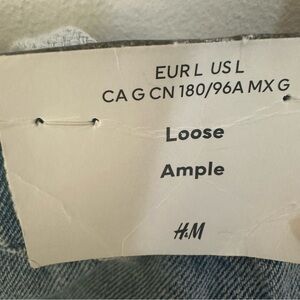 EUR L US L
CA G CN 180/96A MX G
Loose
Ample
H&M